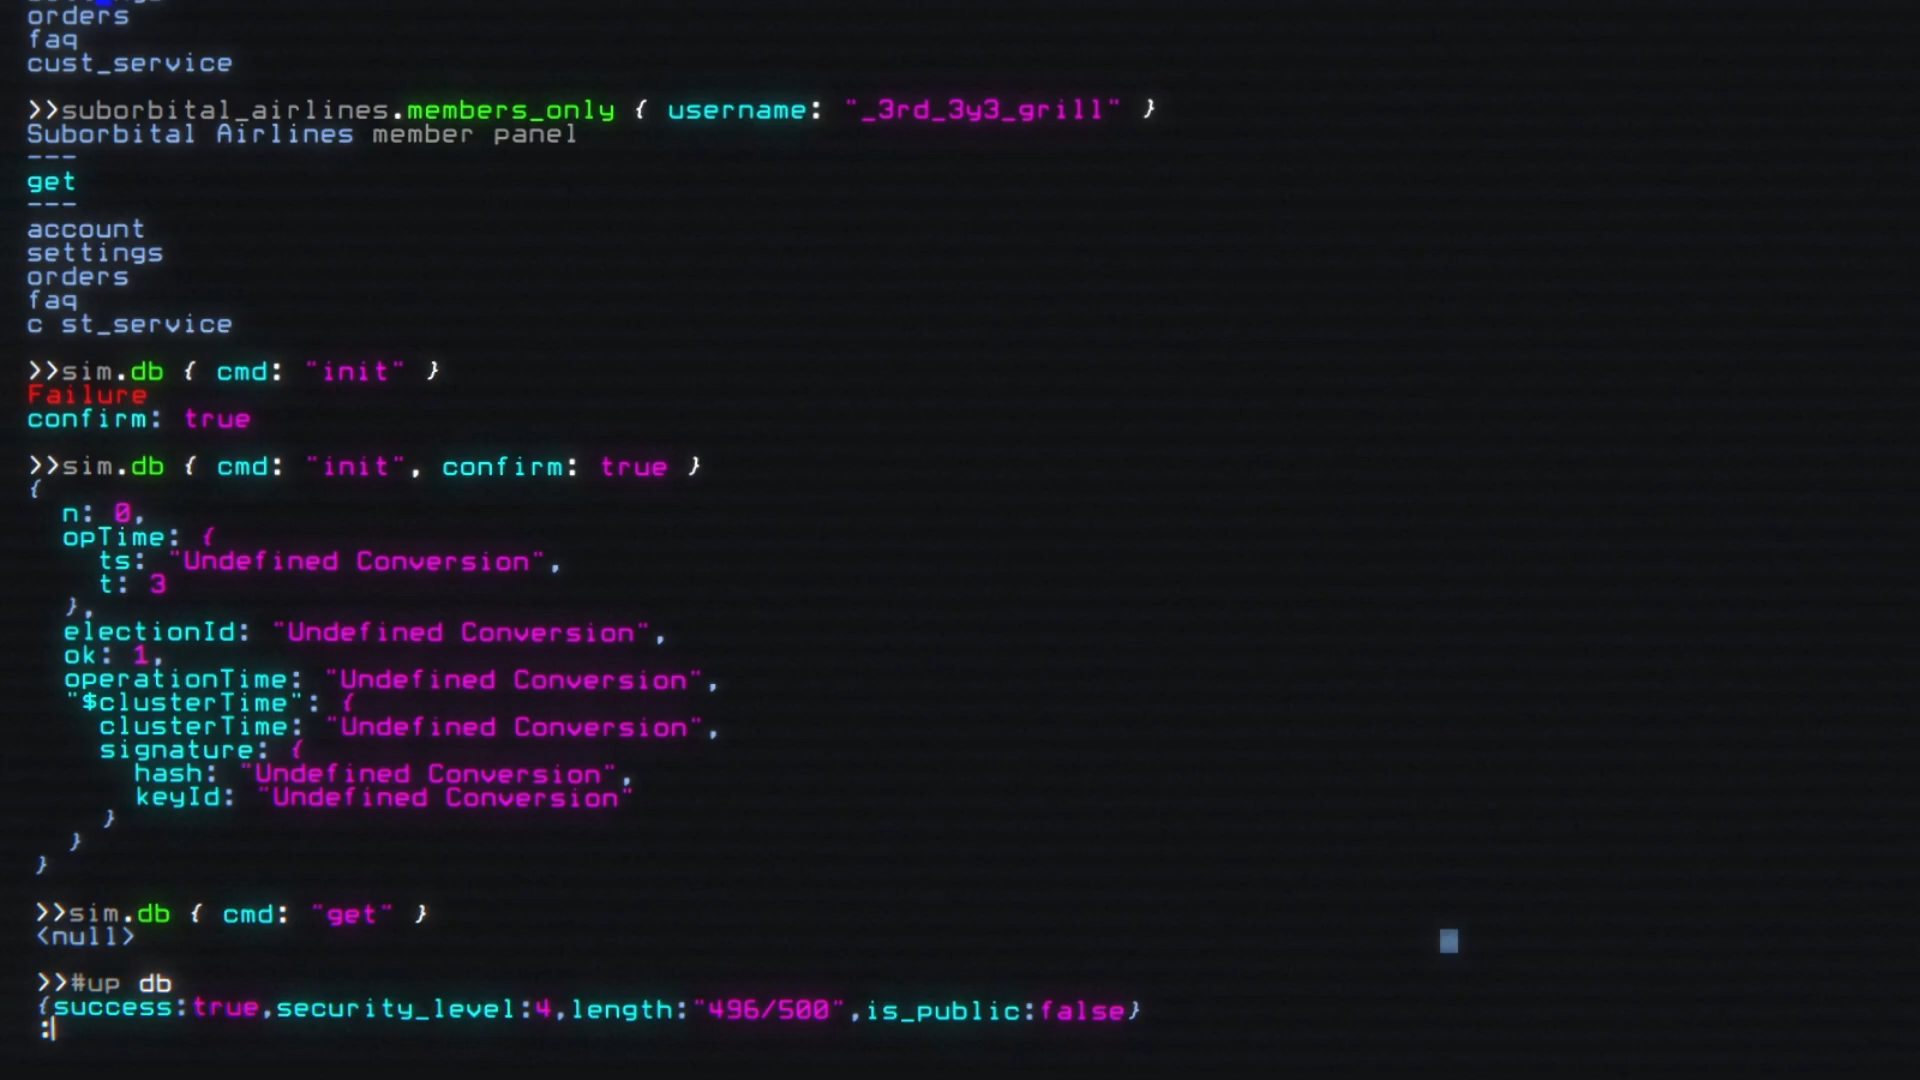 orders
faq
cust_service
>>suborbital_airlines.members_only { username: "_3rd_3y3_grill" }
Suborbital Airlines member panel
---
get
---
account
settings
orders
faq
c st_service
>>sim.db { cmd: "init" }
Failure
confirm: true
>>sim.db { cmd: "init", confirm: true }
{
n: 0,
opTime: {
ts: "Undefined Conversion",
t: 3
},
electionId: "Undefined Conversion",
ok: 1,
operationTime: "Undefined Conversion",
"$clusterTime": {
clusterTime: "Undefined Conversion",
signature: {
hash: "Undefined Conversion",
keyId: "Undefined Conversion"
}
}
}
>>sim.db { cmd: "get" }
<null>
>>#up db
{success:true,security_level:4,length:"496/500",is_public:false}
:|